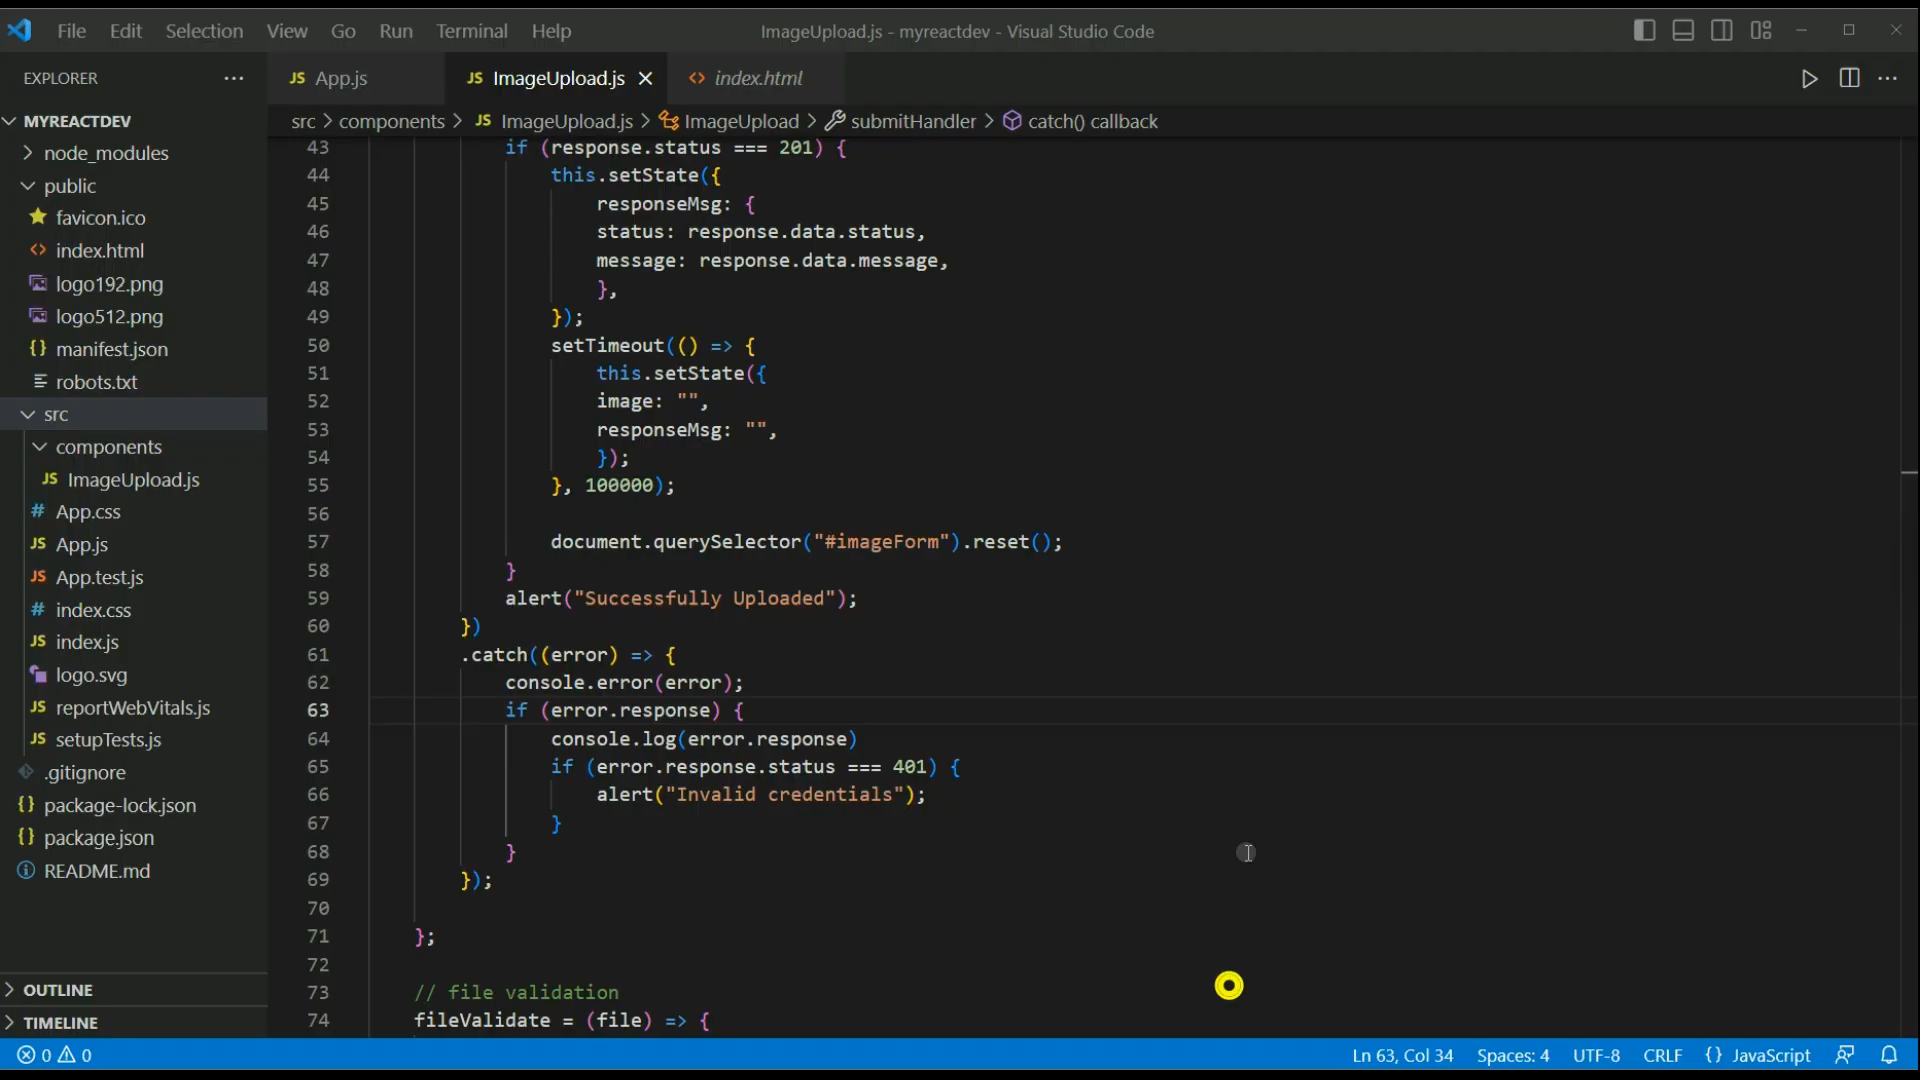 File Edit Selection View Go Run Terminal Help ImageUpload.js - myreactdev - Visual Studio Code
EXPLORER
JS App.js JS ImageUpload.js index.html
src > components > JS ImageUpload.js > ImageUpload > submitHandler > catch() callback
MYREACTDEV
node_modules
public
favicon.ico
index.html
logo192.png
logo512.png
manifest.json
robots.txt
src
components
JS ImageUpload.js
# App.css
JS App.js
JS App.test.js
# index.css
JS index.js
logo.svg
JS reportWebVitals.js
JS setupTests.js
.gitignore
{} package-lock.json
{} package.json
README.md
OUTLINE
TIMELINE
43 if (response.status === 201) {
44 this.setState({
45 responseMsg: {
46 status: response.data.status,
47 message: response.data.message,
48 },
49 });
50 setTimeout(() => {
51 this.setState({
52 image: "",
53 responseMsg: "",
54 });
55 }, 100000);
56
57 document.querySelector("#imageForm").reset();
58 }
59 alert("Successfully Uploaded");
60 })
61 .catch((error) => {
62 console.error(error);
63 if (error.response) {
64 console.log(error.response)
65 if (error.response.status === 401) {
66 alert("Invalid credentials");
67 }
68 }
69 });
70
71 };
72
73 // file validation
74 fileValidate = (file) => {
0 0 Ln 63, Col 34 Spaces: 4 UTF-8 CRLF {} JavaScript